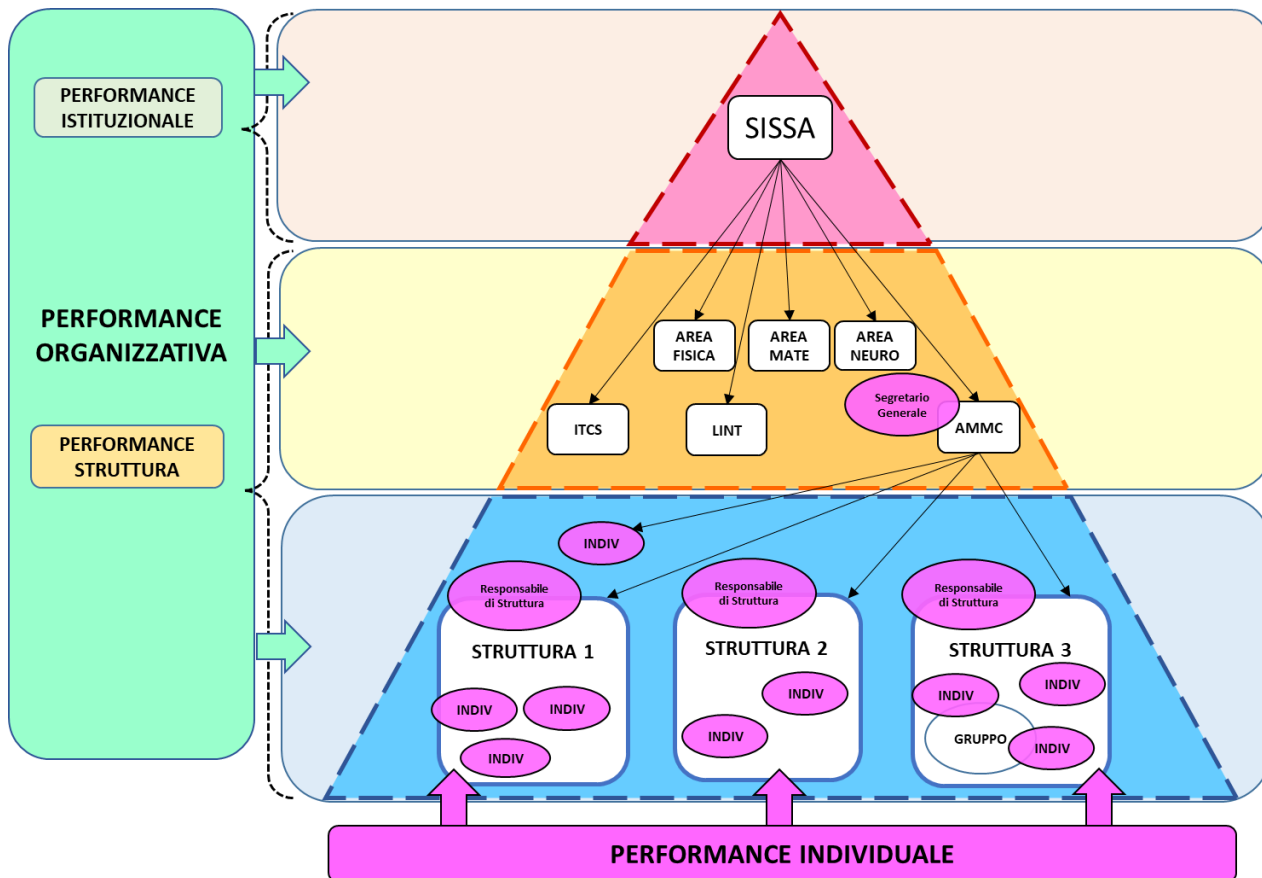 PERFORMANCE
ISTITUZIONALE
PERFORMANCE
ORGANIZZATIVA
PERFORMANCE
STRUTTURA
SISSA
AREA
FISICA
AREA
MATE
AREA
NEURO
Segretario
Generale
ITCS
LINT
AMMC
INDIV
Responsabile
di Struttura
STRUTTURA 1
INDIV
INDIV
INDIV
Responsabile
di Struttura
STRUTTURA 2
INDIV
INDIV
Responsabile
di Struttura
STRUTTURA 3
INDIV
INDIV
GRUPPO
INDIV
PERFORMANCE INDIVIDUALE